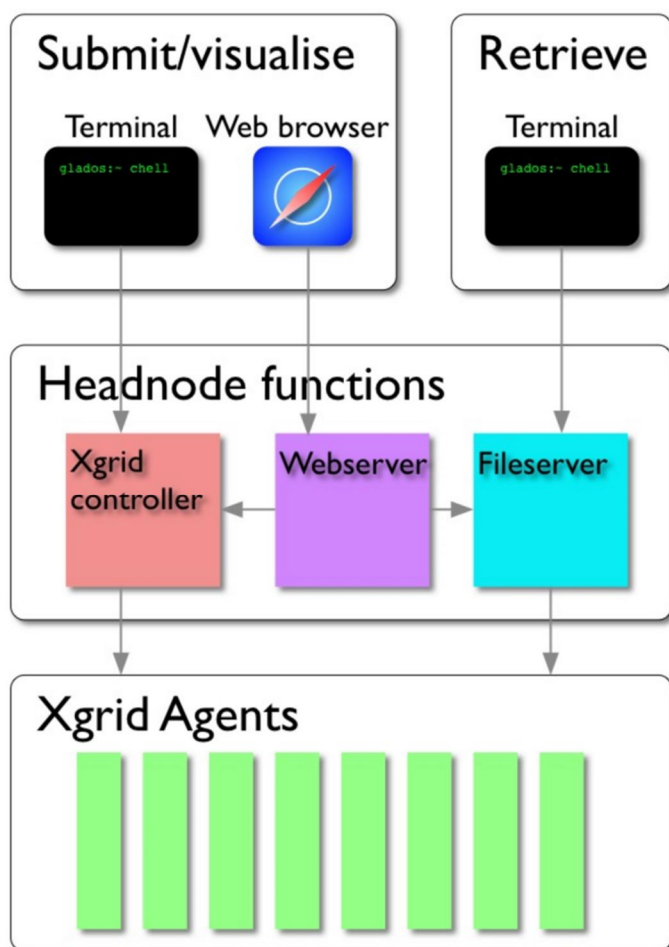 Submit/visualise
Retrieve
Terminal
Web browser
Terminal
glados:~ chell
glados:~ chell
Headnode functions
Xgrid
controller
Webserver
Fileserver
Xgrid Agents